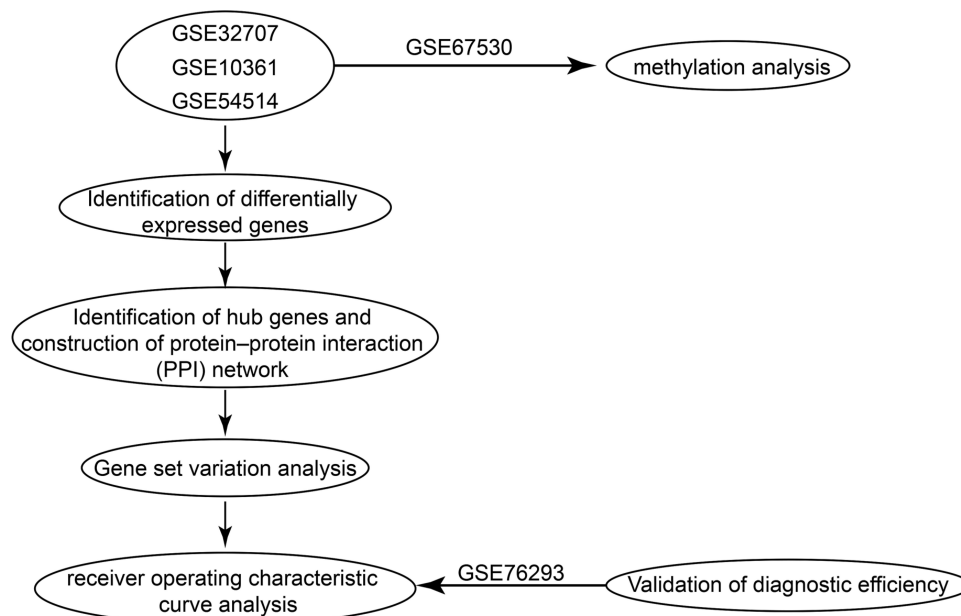 GSE32707
GSE10361
GSE54514
GSE67530
methylation analysis
Identification of differentially
expressed genes
Identification of hub genes and
construction of protein–protein interaction
(PPI) network
Gene set variation analysis
receiver operating characteristic
curve analysis
GSE76293
Validation of diagnostic efficiency